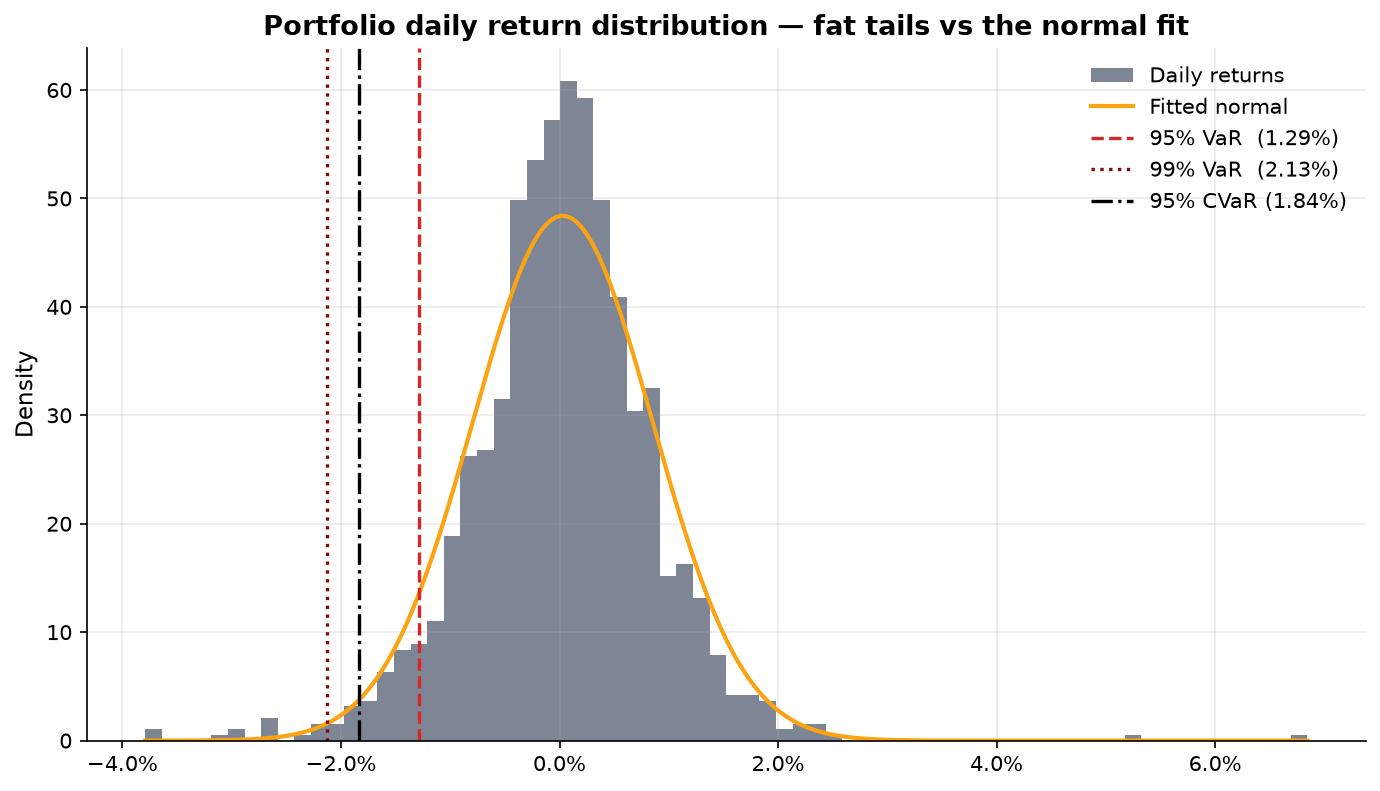 Portfolio daily return distribution — fat tails vs the normal fit
Daily returns
Fitted normal
95% VaR  (1.29%)
99% VaR  (2.13%)
95% CVaR (1.84%)
Density
60
50
40
30
20
10
0
−4.0%
−2.0%
0.0%
2.0%
4.0%
6.0%